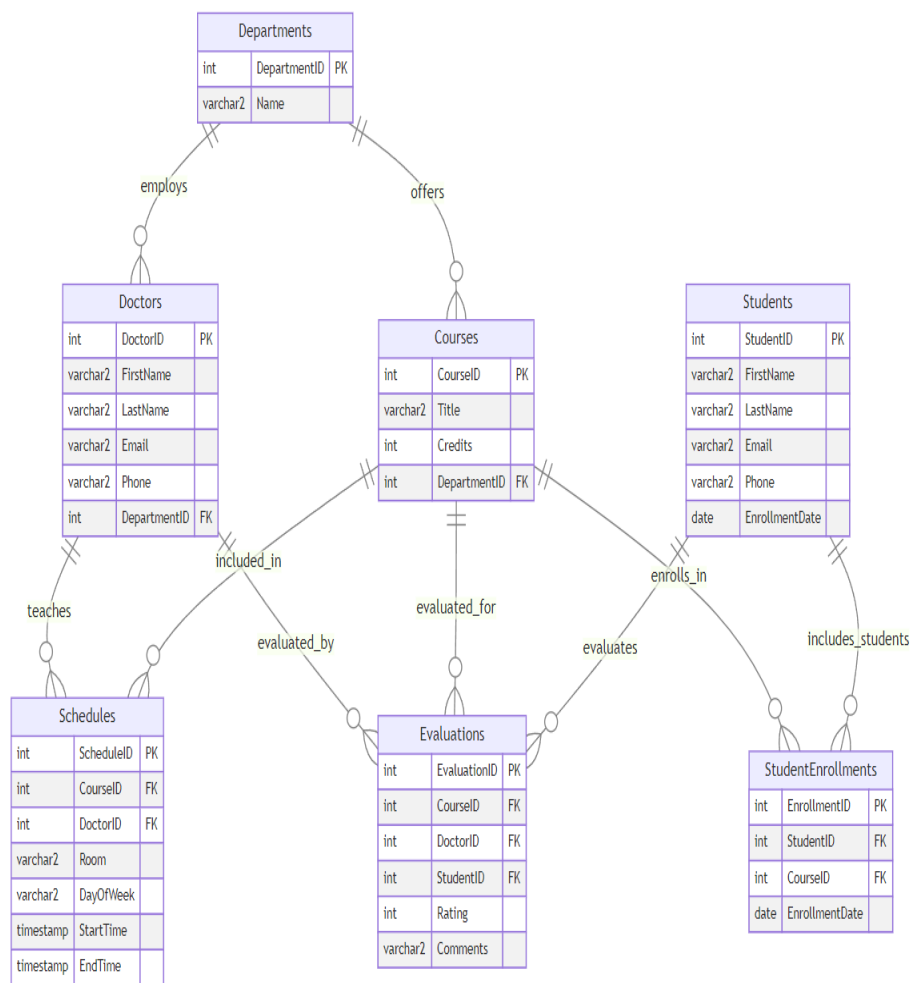 Departments
int DepartmentID PK
varchar2 Name
employs
offers
Doctors
int DoctorID PK
varchar2 FirstName
varchar2 LastName
varchar2 Email
varchar2 Phone
int DepartmentID FK
Courses
int CourseID PK
varchar2 Title
int Credits
int DepartmentID FK
Students
int StudentID PK
varchar2 FirstName
varchar2 LastName
varchar2 Email
varchar2 Phone
date EnrollmentDate
teaches
included_in
evaluated_by
evaluated_for
evaluates
enrolls_in
includes_students
Schedules
int ScheduleID PK
int CourseID FK
int DoctorID FK
varchar2 Room
varchar2 DayOfWeek
timestamp StartTime
timestamp EndTime
Evaluations
int EvaluationID PK
int CourseID FK
int DoctorID FK
int StudentID FK
int Rating
varchar2 Comments
StudentEnrollments
int EnrollmentID PK
int StudentID FK
int CourseID FK
date EnrollmentDate